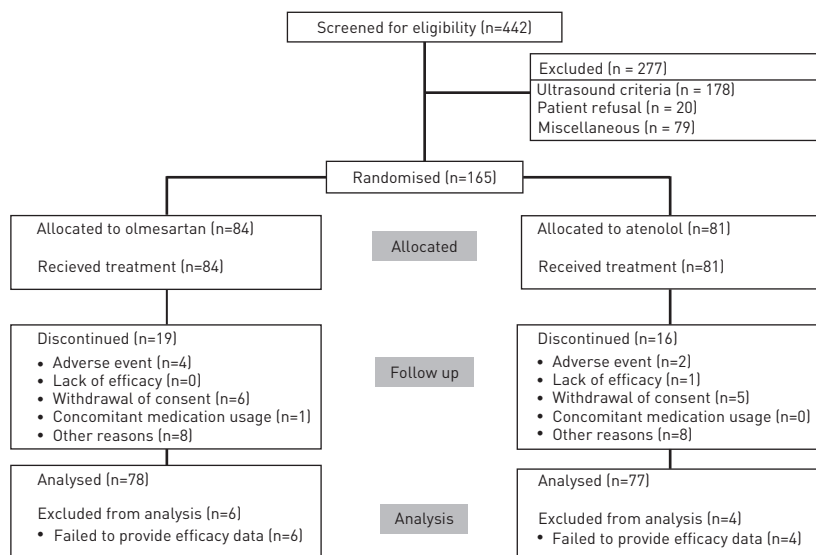 Screened for eligibility (n=442)
Excluded (n = 277)
Ultrasound criteria (n = 178)
Patient refusal (n = 20)
Miscellaneous (n = 79)
Randomised (n=165)
Allocated to olmesartan (n=84)
Recieved treatment (n=84)
Allocated
Allocated to atenolol (n=81)
Received treatment (n=81)
Discontinued (n=19)
• Adverse event (n=4)
• Lack of efficacy (n=0)
• Withdrawal of consent (n=6)
• Concomitant medication usage (n=1)
• Other reasons (n=8)
Follow up
Discontinued (n=16)
• Adverse event (n=2)
• Lack of efficacy (n=1)
• Withdrawal of consent (n=5)
• Concomitant medication usage (n=0)
• Other reasons (n=8)
Analysed (n=78)
Excluded from analysis (n=6)
• Failed to provide efficacy data (n=6)
Analysis
Analysed (n=77)
Excluded from analysis (n=4)
• Failed to provide efficacy data (n=4)